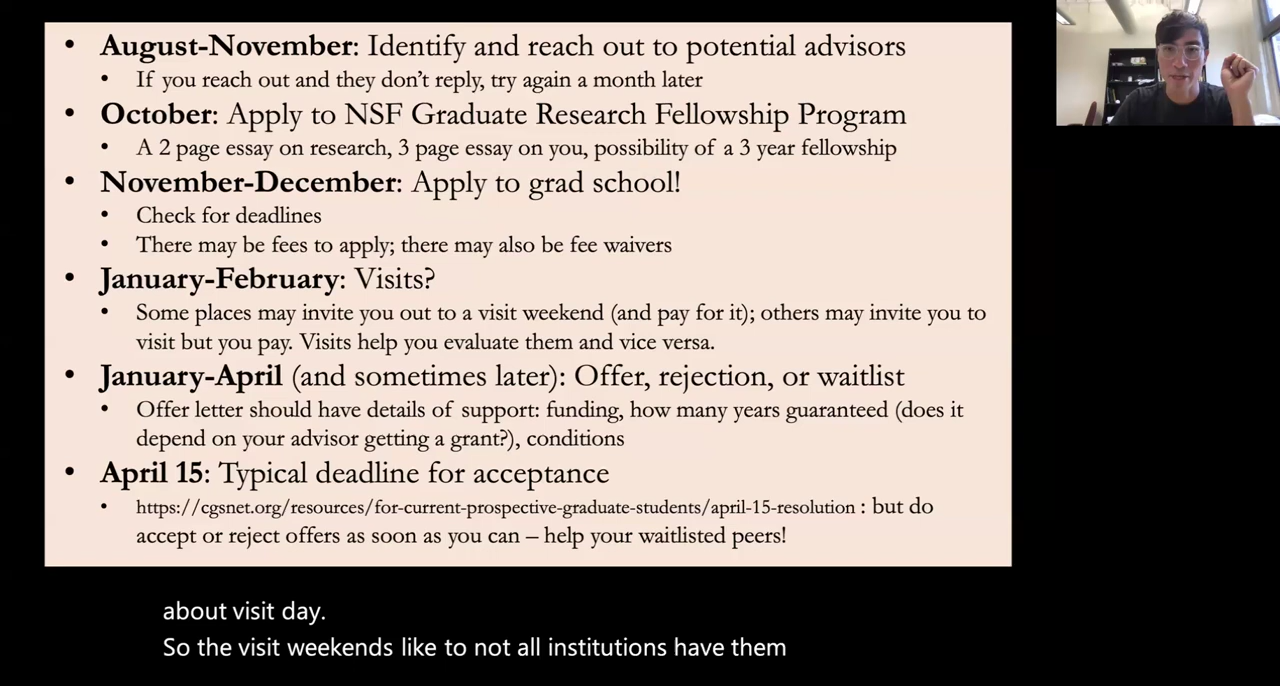 • August-November: Identify and reach out to potential advisors
• If you reach out and they don't reply, try again a month later
• October: Apply to NSF Graduate Research Fellowship Program
• A 2 page essay on research, 3 page essay on you, possibility of a 3 year fellowship
• November-December: Apply to grad school!
• Check for deadlines
• There may be fees to apply; there may also be fee waivers
• January-February: Visits?
• Some places may invite you out to a visit weekend (and pay for it); others may invite you to
visit but you pay. Visits help you evaluate them and vice versa.
• January-April (and sometimes later): Offer, rejection, or waitlist
• Offer letter should have details of support: funding, how many years guaranteed (does it
depend on your advisor getting a grant?), conditions
• April 15: Typical deadline for acceptance
• https://cgsnet.org/resources/for-current-prospective-graduate-students/april-15-resolution : but do
accept or reject offers as soon as you can – help your waitlisted peers!
about visit day.
So the visit weekends like to not all institutions have them